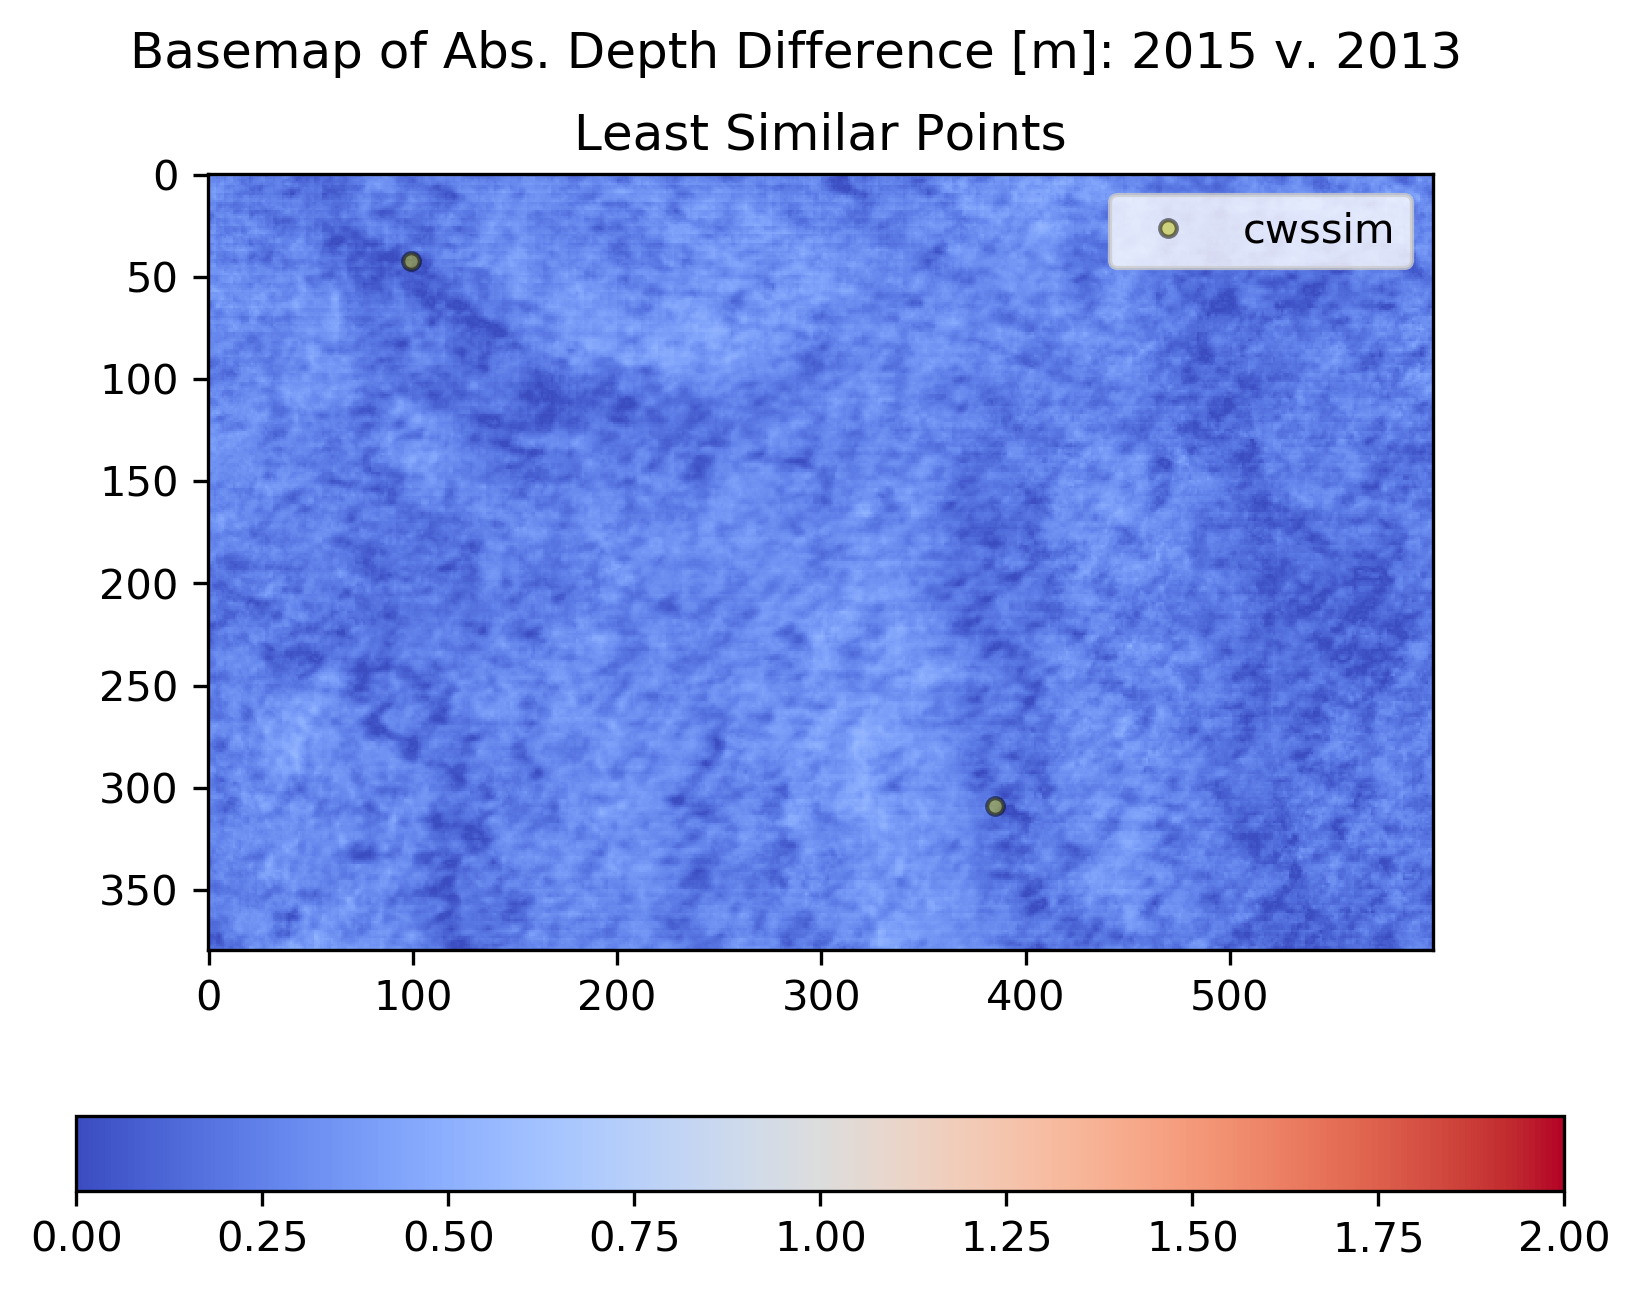 Basemap of Abs. Depth Difference [m]: 2015 v. 2013
Least Similar Points
cwssim
0
50
100
150
200
250
300
350
0 100 200 300 400 500
0.00 0.25 0.50 0.75 1.00 1.25 1.50 1.75 2.00